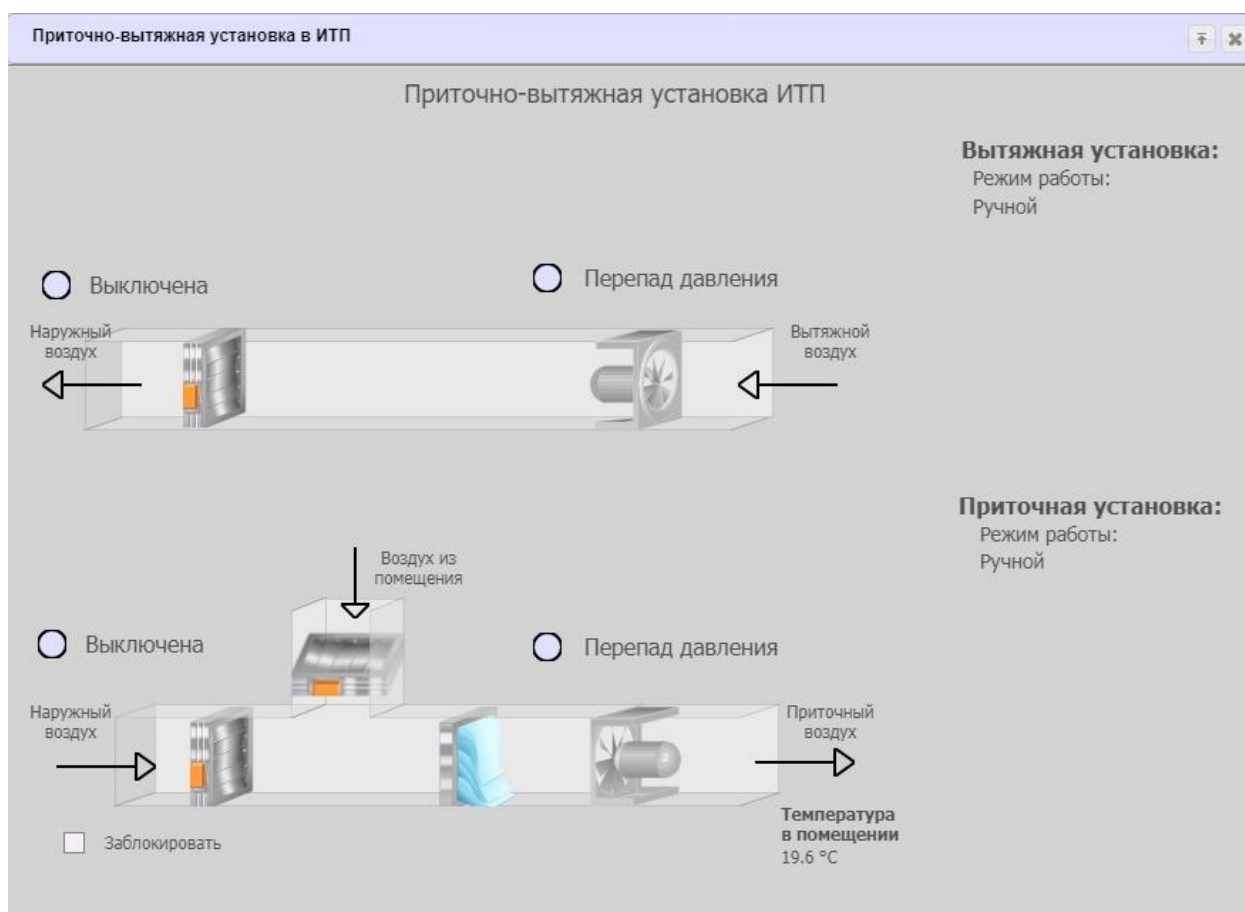 Приточно-вытяжная установка в ИТП
Приточно-вытяжная установка ИТП
Вытяжная установка:
Режим работы:
Ручной
Выключена
Перепад давления
Наружный
воздух
Вытяжной
воздух
Приточная установка:
Режим работы:
Ручной
Воздух из
помещения
Выключена
Перепад давления
Наружный
воздух
Приточный
воздух
Температура
в помещении
19.6 °C
Заблокировать